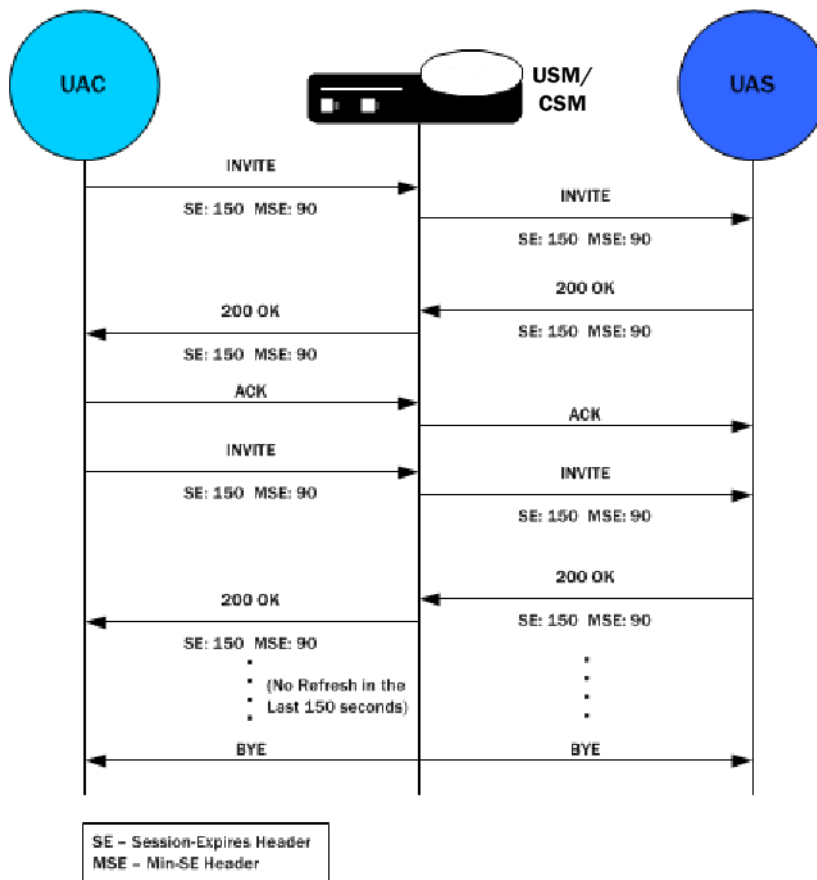 UAC
USM/
CSM
UAS
INVITE
SE: 150 MSE: 90
INVITE
SE: 150 MSE: 90
200 OK
SE: 150 MSE: 90
200 OK
SE: 150 MSE: 90
ACK
ACK
INVITE
SE: 150 MSE: 90
INVITE
SE: 150 MSE: 90
200 OK
SE: 150 MSE: 90
200 OK
SE: 150 MSE: 90
(No Refresh in the
Last 150 seconds)
BYE
BYE
SE – Session-Expires Header
MSE – Min-SE Header